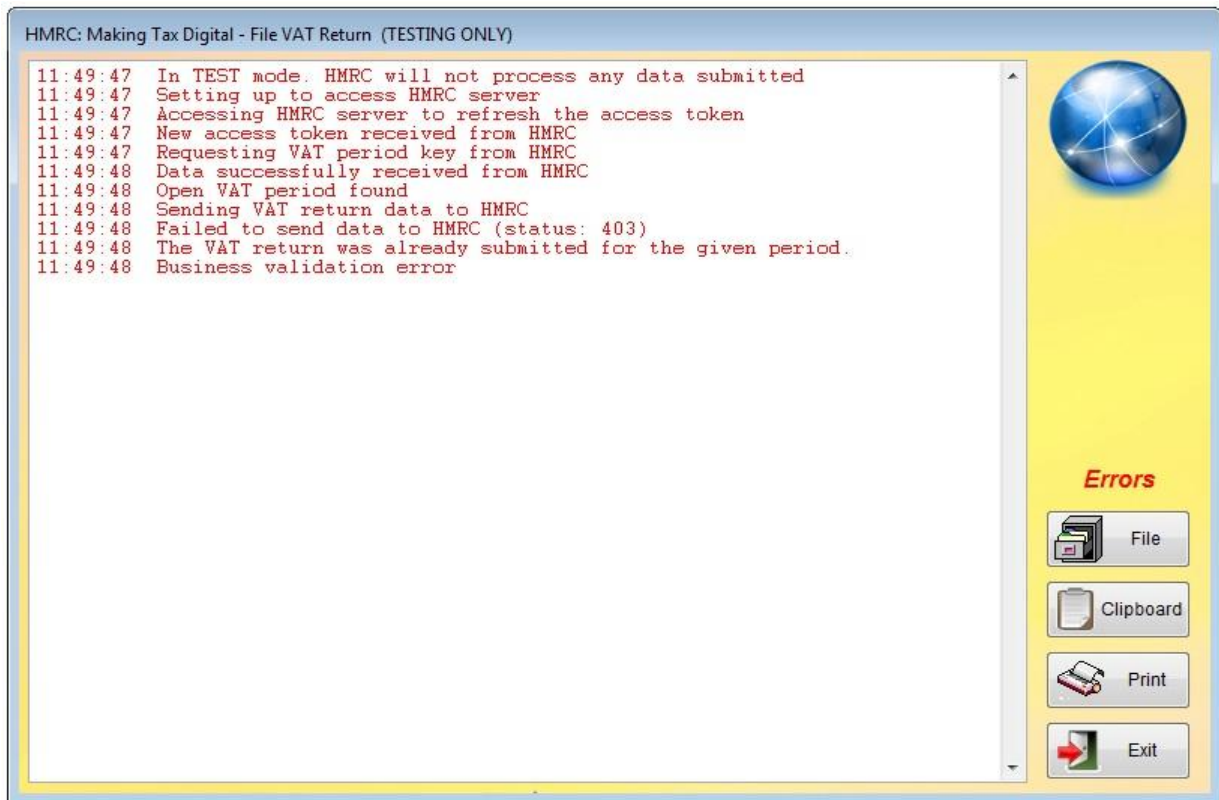 HMRC: Making Tax Digital - File VAT Return (TESTING ONLY)
11:49:47 In TEST mode. HMRC will not process any data submitted
11:49:47 Setting up to access HMRC server
11:49:47 Accessing HMRC server to refresh the access token
11:49:47 New access token received from HMRC
11:49:47 Requesting VAT period key from HMRC
11:49:48 Data successfully received from HMRC
11:49:48 Open VAT period found
11:49:48 Sending VAT return data to HMRC
11:49:48 Failed to send data to HMRC (status: 403)
11:49:48 The VAT return was already submitted for the given period.
11:49:48 Business validation error
Errors
File
Clipboard
Print
Exit